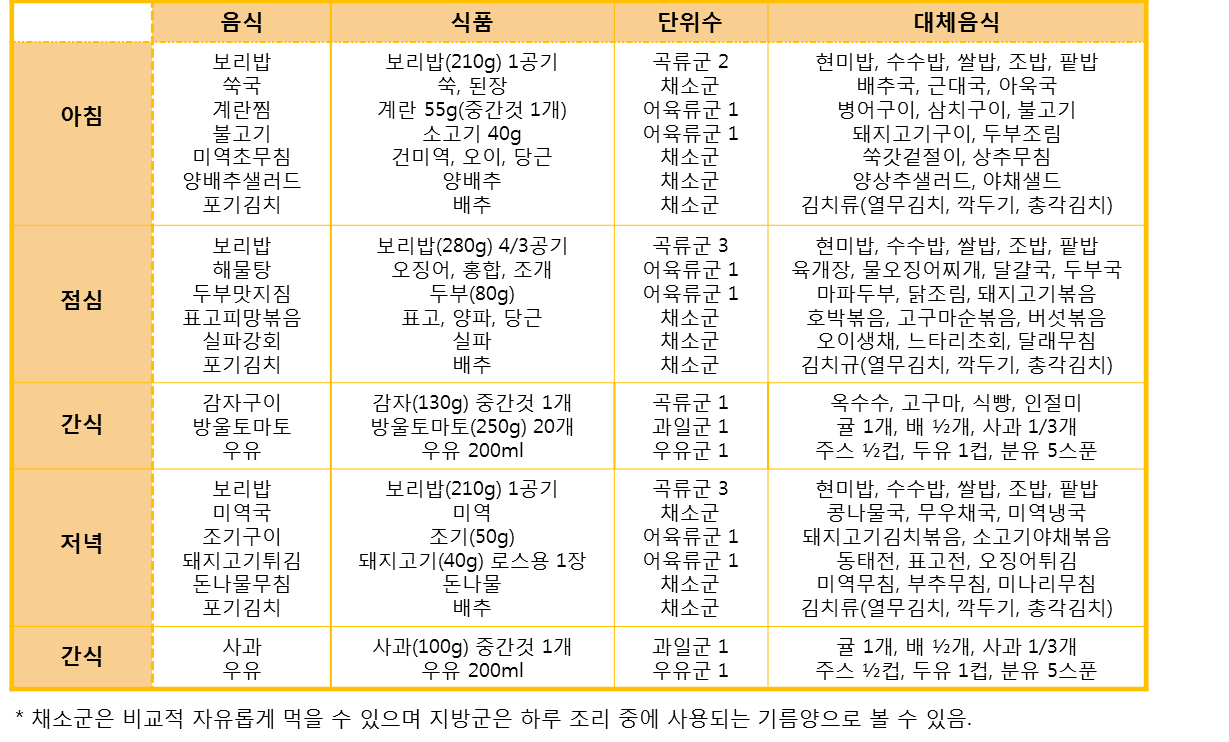 음식 식품 단위수 대체음식
아침
보리밥 보리밥(210g) 1공기 곡류군 2 현미밥, 수수밥, 쌀밥, 조밥, 팥밥
쑥국 쑥, 된장 채소군 배추국, 근대국, 아욱국
계란찜 계란 55g(중간것 1개) 어육류군 1 병어구이, 삼치구이, 불고기
불고기 소고기 40g 어육류군 1 돼지고기구이, 두부조림
미역초무침 건미역, 오이, 당근 채소군 쑥갓겉절이, 상추무침
양배추샐러드 양배추 채소군 양상추샐러드, 야채샐드
포기김치 배추 채소군 김치류(열무김치, 깍두기, 총각김치)
점심
보리밥 보리밥(280g) 4/3공기 곡류군 3 현미밥, 수수밥, 쌀밥, 조밥, 팥밥
해물탕 오징어, 홍합, 조개 어육류군 1 육개장, 물오징어찌개, 달걀국, 두부국
두부맛지짐 두부(80g) 어육류군 1 마파두부, 닭조림, 돼지고기볶음
표고피망볶음 표고, 양파, 당근 채소군 호박볶음, 고구마순볶음, 버섯볶음
실파강회 실파 채소군 오이생채, 느타리초회, 달래무침
포기김치 배추 채소군 김치규(열무김치, 깍두기, 총각김치)
간식
감자구이 감자(130g) 중간것 1개 곡류군 1 옥수수, 고구마, 식빵, 인절미
방울토마토 방울토마토(250g) 20개 과일군 1 귤 1개, 배 ½개, 사과 1/3개
우유 우유 200ml 우유군 1 주스 ½컵, 두유 1컵, 분유 5스푼
저녁
보리밥 보리밥(210g) 1공기 곡류군 3 현미밥, 수수밥, 쌀밥, 조밥, 팥밥
미역국 미역 채소군 콩나물국, 무우채국, 미역냉국
조기구이 조기(50g) 어육류군 1 돼지고기김치볶음, 소고기야채볶음
돼지고기튀김 돼지고기(40g) 로스용 1장 어육류군 1 동태전, 표고전, 오징어튀김
돈나물무침 돈나물 채소군 미역무침, 부추무침, 미나리무침
포기김치 배추 채소군 김치류(열무김치, 깍두기, 총각김치)
간식
사과 사과(100g) 중간것 1개 과일군 1 귤 1개, 배 ½개, 사과 1/3개
우유 우유 200ml 우유군 1 주스 ½컵, 두유 1컵, 분유 5스푼
* 채소군은 비교적 자유롭게 먹을 수 있으며 지방군은 하루 조리 중에 사용되는 기름양으로 볼 수 있음.